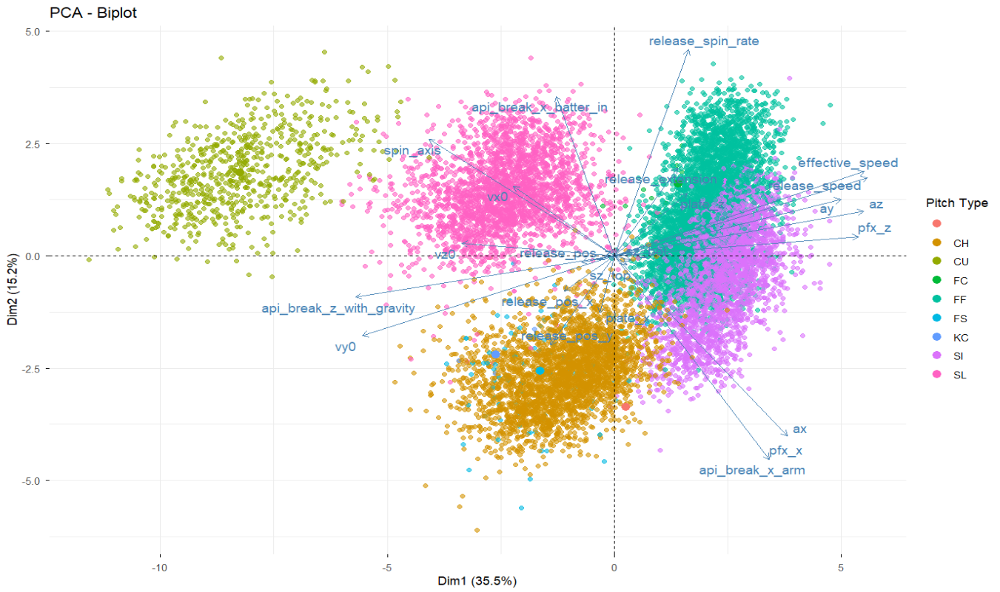 PCA - Biplot
5.0
2.5
0.0
-2.5
-5.0
Dim2 (15.2%)
release_spin_rate
api_break_x_batter_in
spin_axis
effective_speed
release_extension
release_speed
vx0
plate_z
ay
az
pfx_z
vz0
release_pos
sz_top
api_break_z_with_gravity
release_pos_x
plate_x
vy0
release_pos_y
ax
pfx_x
api_break_x_arm
-10
-5
0
5
Dim1 (35.5%)
Pitch Type
CH
CU
FC
FF
FS
KC
SI
SL